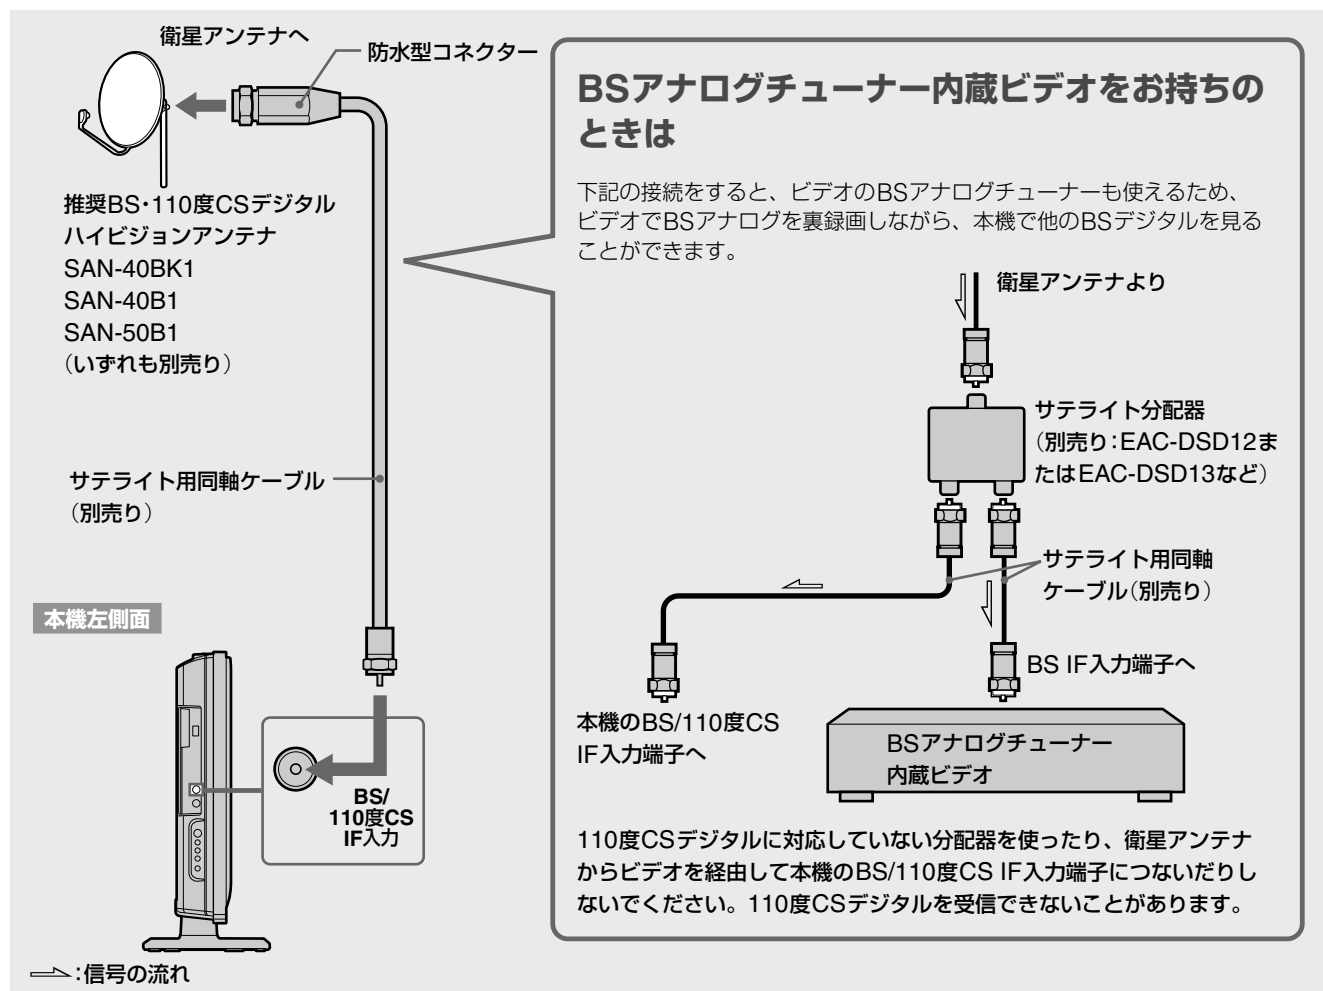 衛星アンテナへ
防水型コネクター
推奨BS・110度CSデジタル
ハイビジョンアンテナ
SAN-40BK1
SAN-40B1
SAN-50B1
（いずれも別売り）
サテライト用同軸ケーブル
（別売り）
本機左側面
BS/
110度CS
IF入力
:信号の流れ
BSアナログチューナー内蔵ビデオをお持ちの
ときは
下記の接続をすると、ビデオのBSアナログチューナーも使えるため、
ビデオでBSアナログを裏録画しながら、本機で他のBSデジタルを見る
ことができます。
衛星アンテナより
サテライト分配器
（別売り：EAC-DSD12ま
たはEAC-DSD13など）
サテライト用同軸
ケーブル（別売り）
BS IF入力端子へ
本機のBS/110度CS
IF入力端子へ
BSアナログチューナー
内蔵ビデオ
110度CSデジタルに対応していない分配器を使ったり、衛星アンテナ
からビデオを経由して本機のBS/110度CS IF入力端子につないだりし
ないでください。110度CSデジタルを受信できないことがあります。